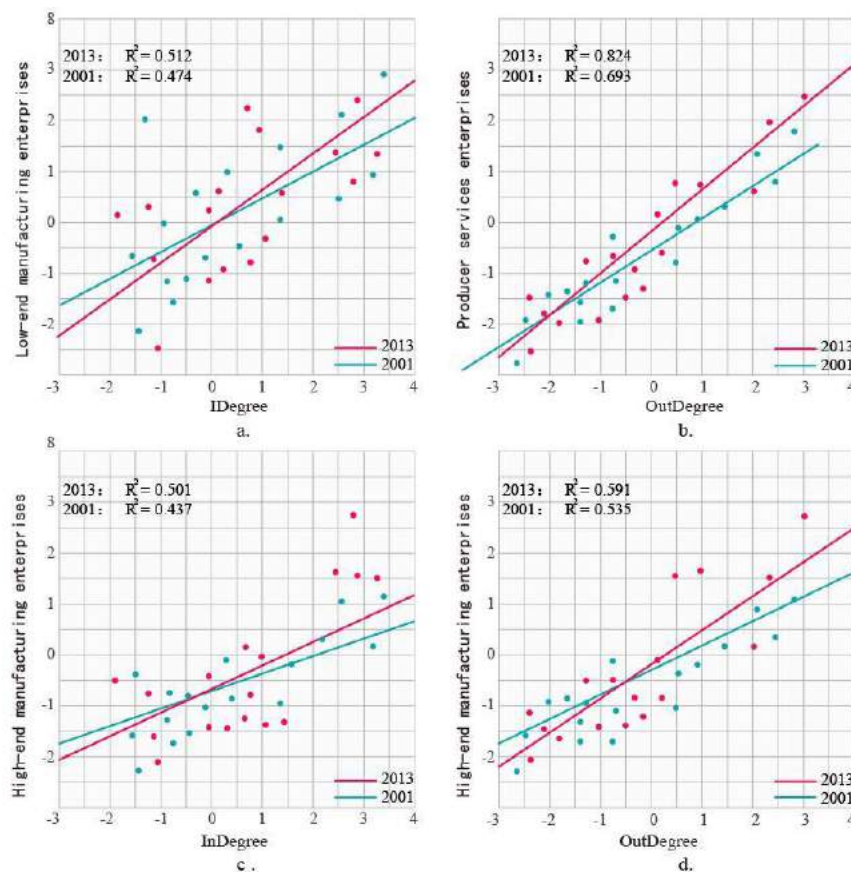 8
3
2
1
0
-1
-2
Low-end manufacturing enterprises
2013： R²= 0.512
2001： R²= 0.474
2013
2001
-3 -2 -1 0 1 2 3 4
IDegree
a.
8
3
2
1
0
-1
-2
Producer services enterprises
2013： R²= 0.824
2001： R²= 0.693
2013
2001
-3 -2 -1 0 1 2 3 4
OutDegree
b.
8
3
2
1
0
-1
-2
High-end manufacturing enterprises
2013： R²= 0.501
2001： R²= 0.437
2013
2001
-3 -2 -1 0 1 2 3 4
InDegree
c .
3
2
1
0
-1
-2
High-end manufacturing enterprises
2013： R²= 0.591
2001： R²= 0.535
2013
2001
-3 -2 -1 0 1 2 3 4
OutDegree
d.